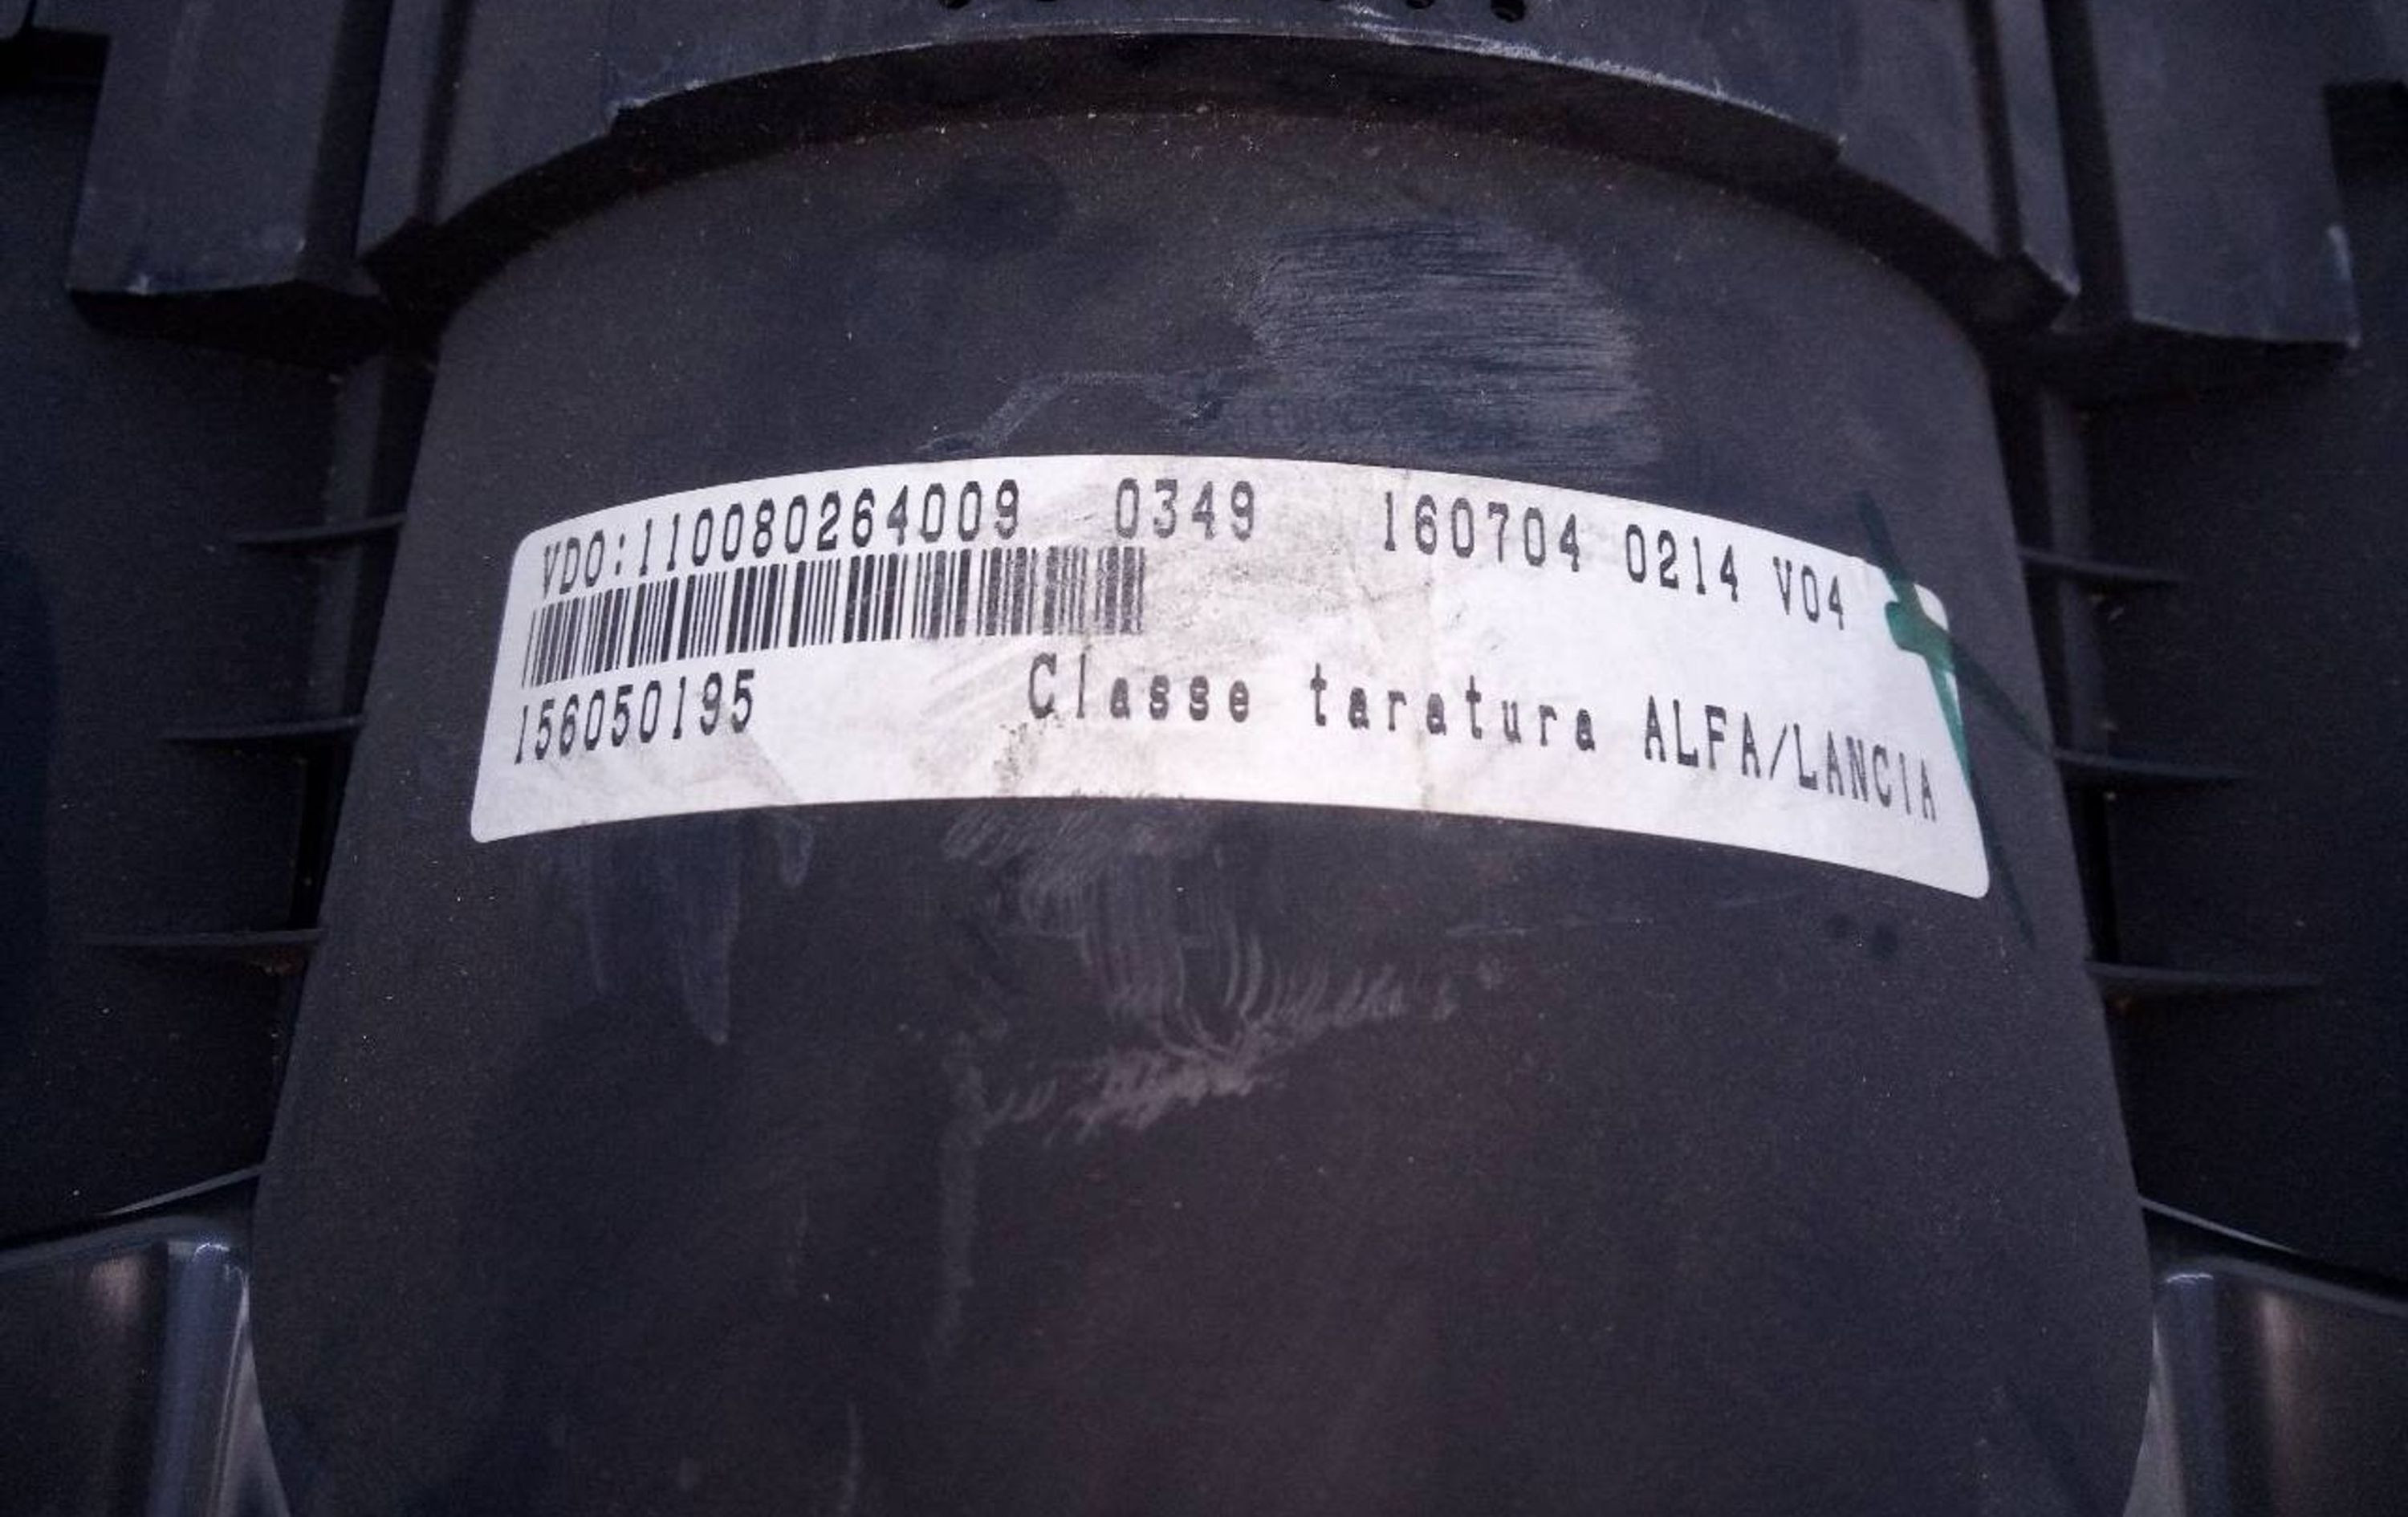 VDO:110080264009 0349 160704 0214 V04
156050195 Classe taratura ALFA/LANCIA